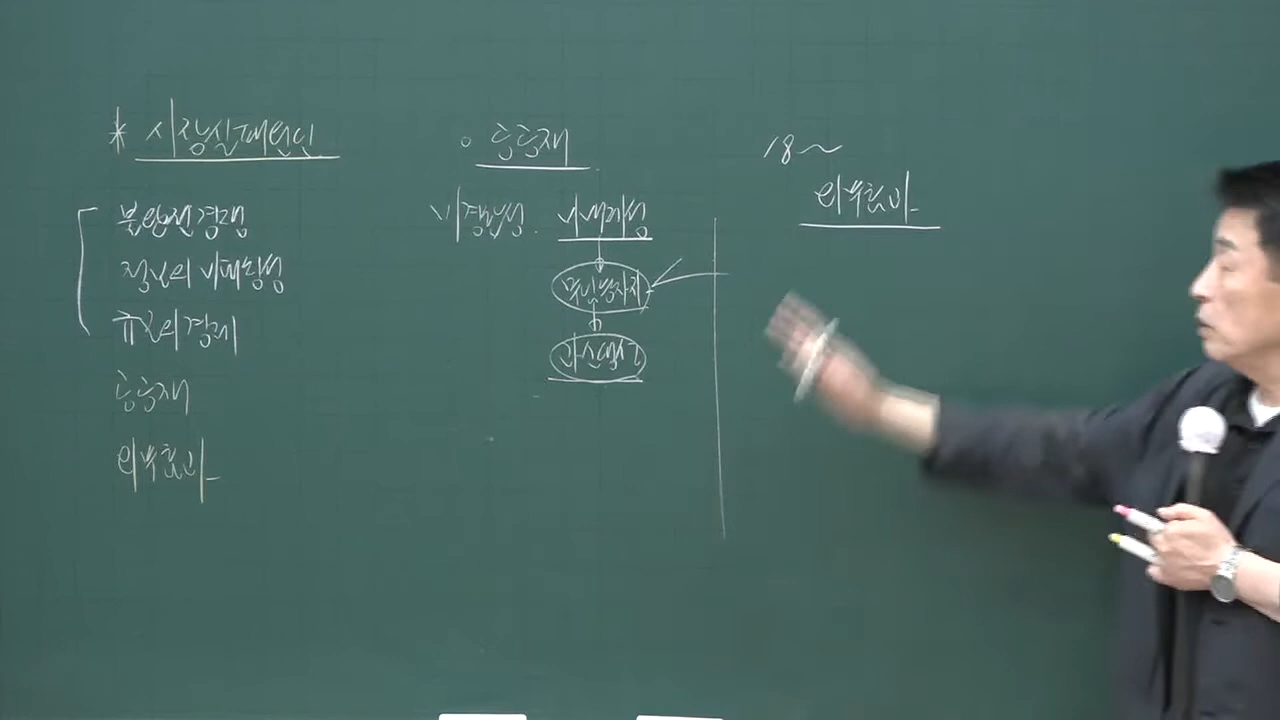 * 시장실패원인
불완전경쟁
정보의 비대칭성
규모의 경제
공공재
외부효과
○ 공공재
비경합성. 비배제성
무임승차자
과소생산
18~
외부효과